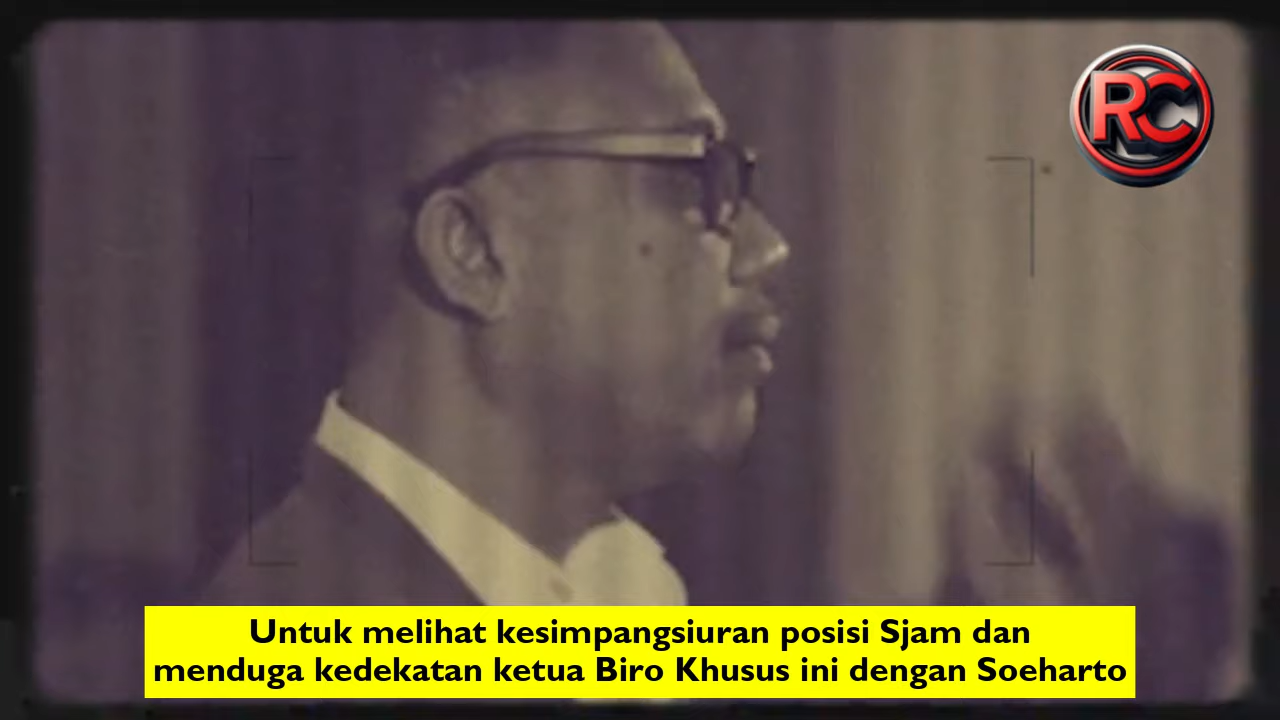 RC
Untuk melihat kesimpangsiuran posisi Sjam dan
menduga kedekatan ketua Biro Khusus ini dengan Soeharto